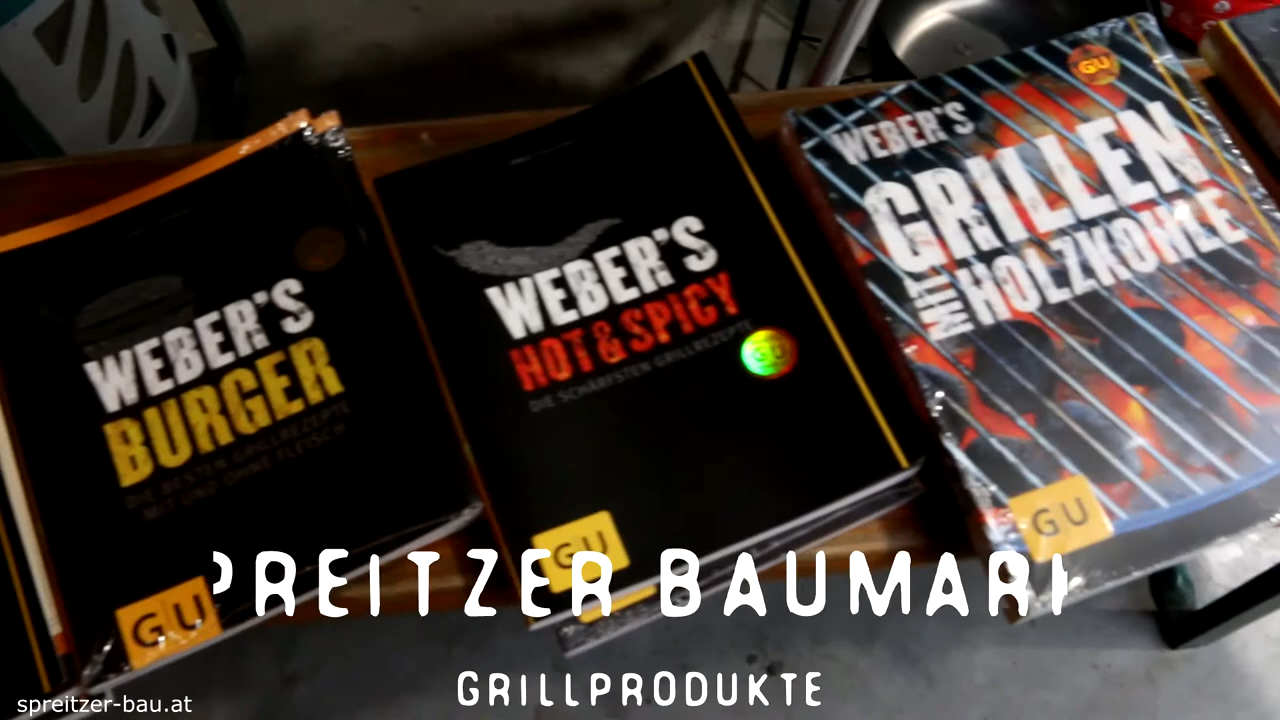 WEBER'S
BURGER
DIE BESTEN GRILLREZEPTE
MIT UND OHNE FLEISCH
GU
WEBER'S
HOT & SPICY
DIE SCHÄRFSTEN GRILLREZEPTE
GU
GU
WEBER'S
GRILLEN
MIT HOLZKOHLE
GU
GU
PREITZER BAUMAR
GRILLPRODUKTE
spreitzer-bau.at